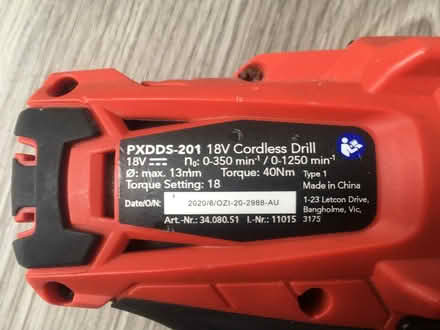 PXDDS-201 18V Cordless Drill
18V ⎓ n₀: 0-350 min⁻¹ / 0-1250 min⁻¹
Ø: max. 13mm Torque: 40Nm
Torque Setting: 18
Type 1
Made in China
Date/O/N: 2020/6/OZI-20-2988-AU
1-23 Letcon Drive,
Bangholme, Vic,
3175
Art.-Nr.: 34.080.51 I.-Nr.: 11015